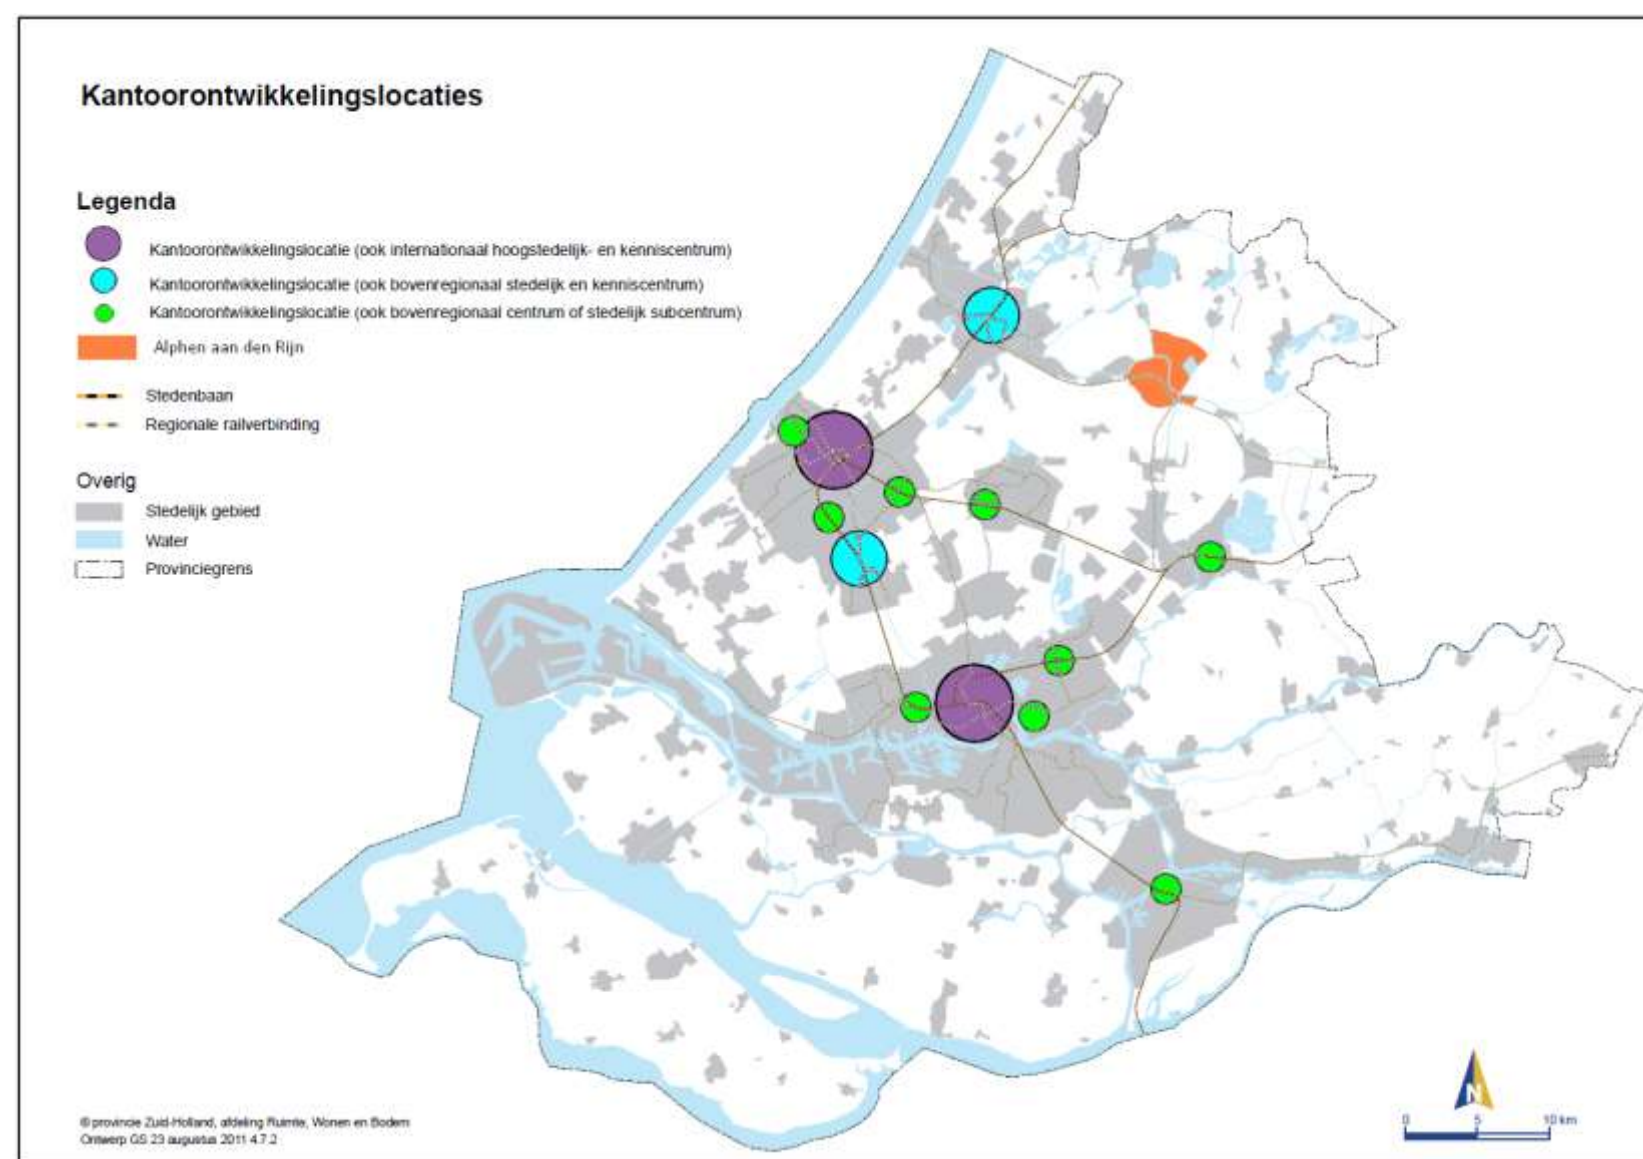 Kantoorontwikkelingslocaties
Legenda
Kantoorontwikkelingslocatie (ook internationaal hoogstedelijk- en kenniscentrum)
Kantoorontwikkelingslocatie (ook bovenregionaal stedelijk en kenniscentrum)
Kantoorontwikkelingslocatie (ook bovenregionaal centrum of stedelijk subcentrum)
Alphen aan den Rijn
Stedenbaan
Regionale railverbinding
Overig
Stedelijk gebied
Water
Provinciegrens
© provincie Zuid-Holland, afdeling Ruimte, Wonen en Bodem
Ontwerp GS 23 augustus 2011 4.7.2
N
0 5 10 km